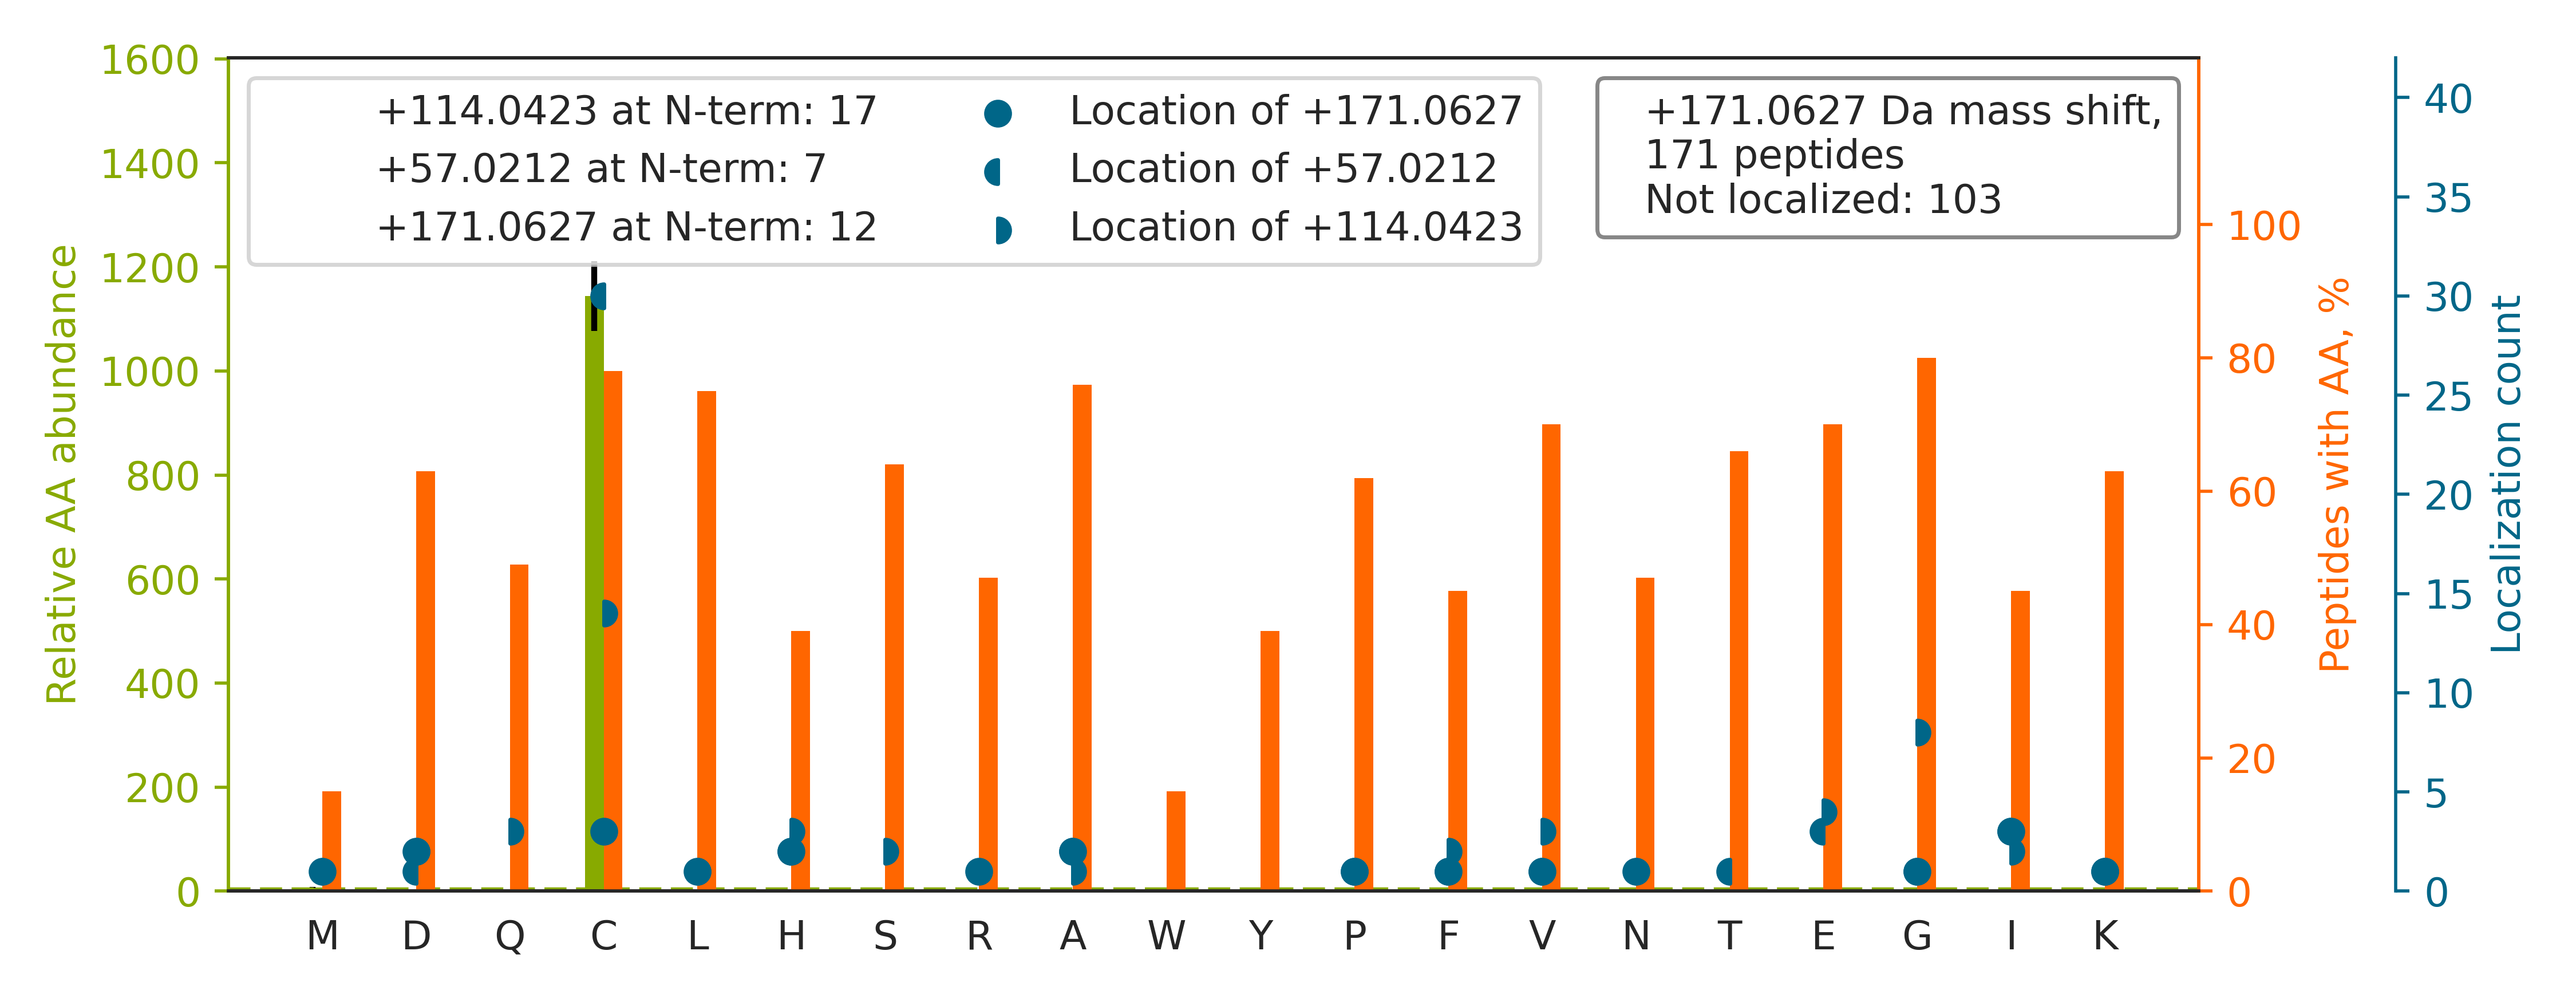 +114.0423 at N-term: 17
+57.0212 at N-term: 7
+171.0627 at N-term: 12
Location of +171.0627
Location of +57.0212
Location of +114.0423
+171.0627 Da mass shift,
171 peptides
Not localized: 103
Relative AA abundance
1600
1400
1200
1000
800
600
400
200
0
100
80
60
40
20
0
Peptides with AA, %
40
35
30
25
20
15
10
5
0
Localization count
M D Q C L H S R A W Y P F V N T E G I K